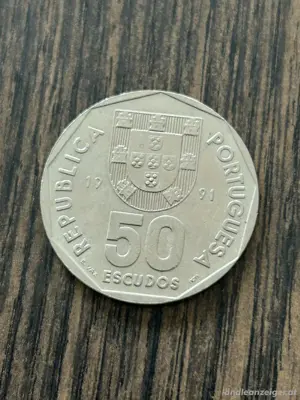 REPUBLICA PORTUGUESA
19 91
50
ESCUDOS